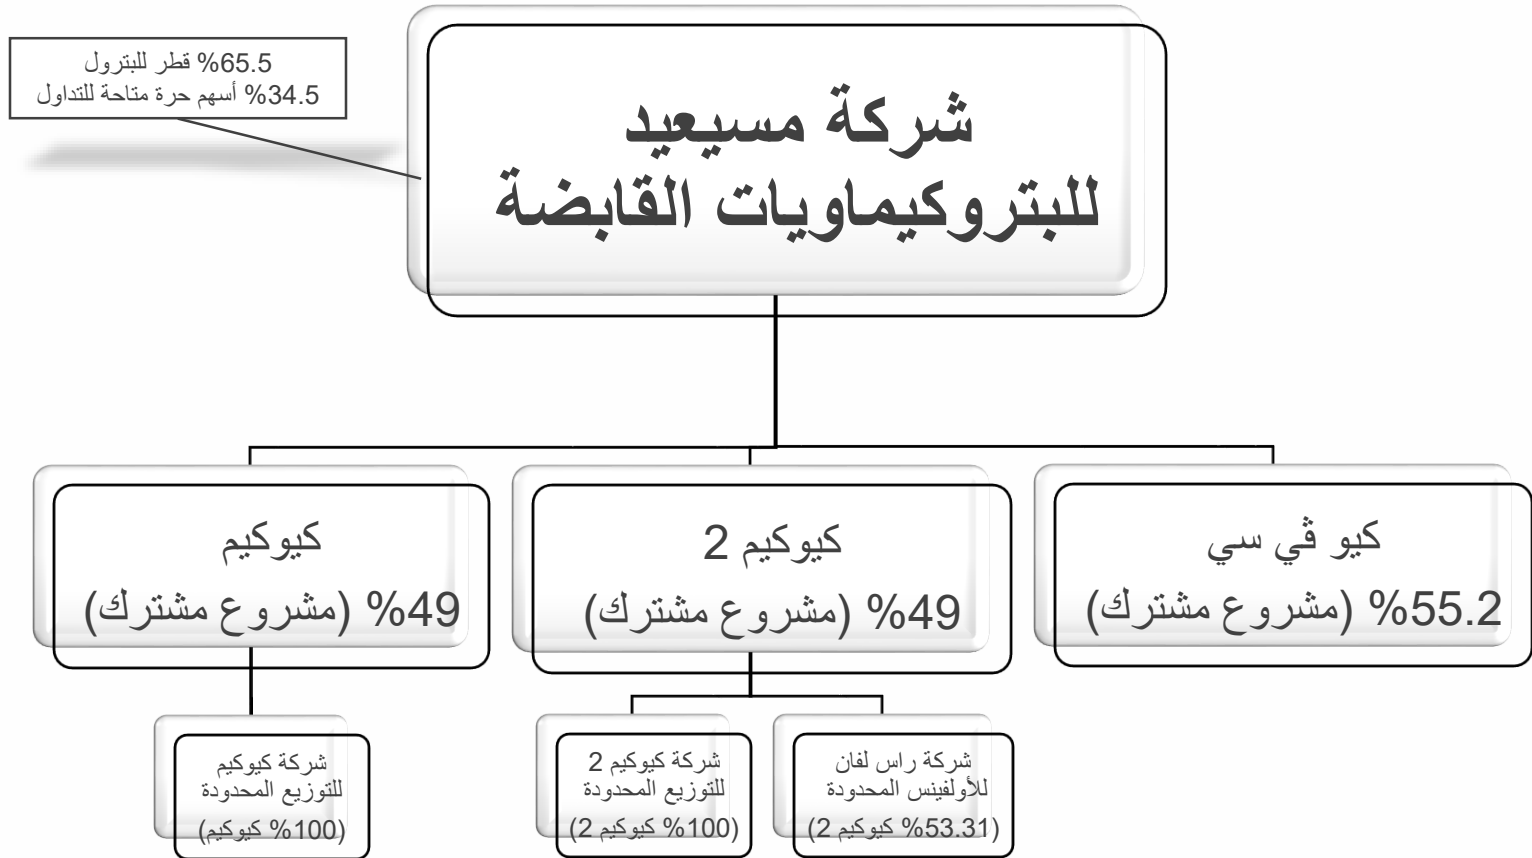 %65.5 قطر للبترول
%34.5 أسهم حرة متاحة للتداول
شركة مسيعيد
للبتروكيماويات القابضة
كيو ڤي سي
%55.2 (مشروع مشترك)
كيوكيم 2
%49 (مشروع مشترك)
كيوكيم
%49 (مشروع مشترك)
شركة راس لفان
للأولفينس المحدودة
(%53.31 كيوكيم 2)
شركة كيوكيم 2
للتوزيع المحدودة
(%100 كيوكيم 2)
شركة كيوكيم
للتوزيع المحدودة
(%100 كيوكيم)